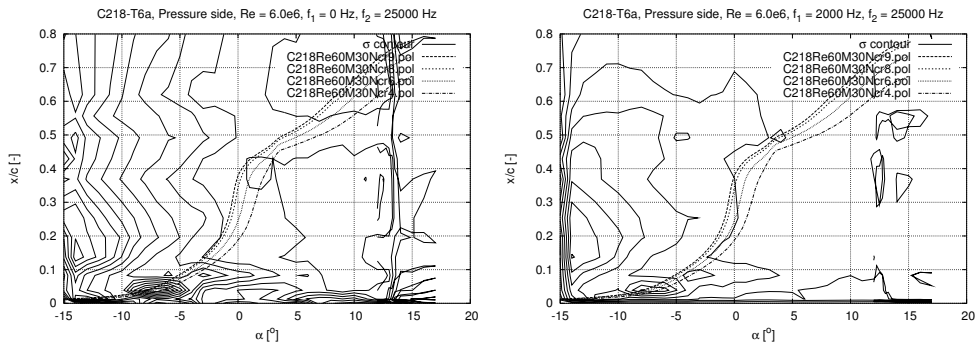 C218-T6a, Pressure side, Re = 6.0e6, f1 = 0 Hz, f2 = 25000 Hz
σ contour
C218Re60M30Ncr9.pol
C218Re60M30Ncr8.pol
C218Re60M30Ncr6.pol
C218Re60M30Ncr4.pol
x/c [-]
0.8
0.7
0.6
0.5
0.4
0.3
0.2
0.1
0
-15 -10 -5 0 5 10 15 20
α [°]
C218-T6a, Pressure side, Re = 6.0e6, f1 = 2000 Hz, f2 = 25000 Hz
σ contour
C218Re60M30Ncr9.pol
C218Re60M30Ncr8.pol
C218Re60M30Ncr6.pol
C218Re60M30Ncr4.pol
x/c [-]
0.8
0.7
0.6
0.5
0.4
0.3
0.2
0.1
0
-15 -10 -5 0 5 10 15 20
α [°]